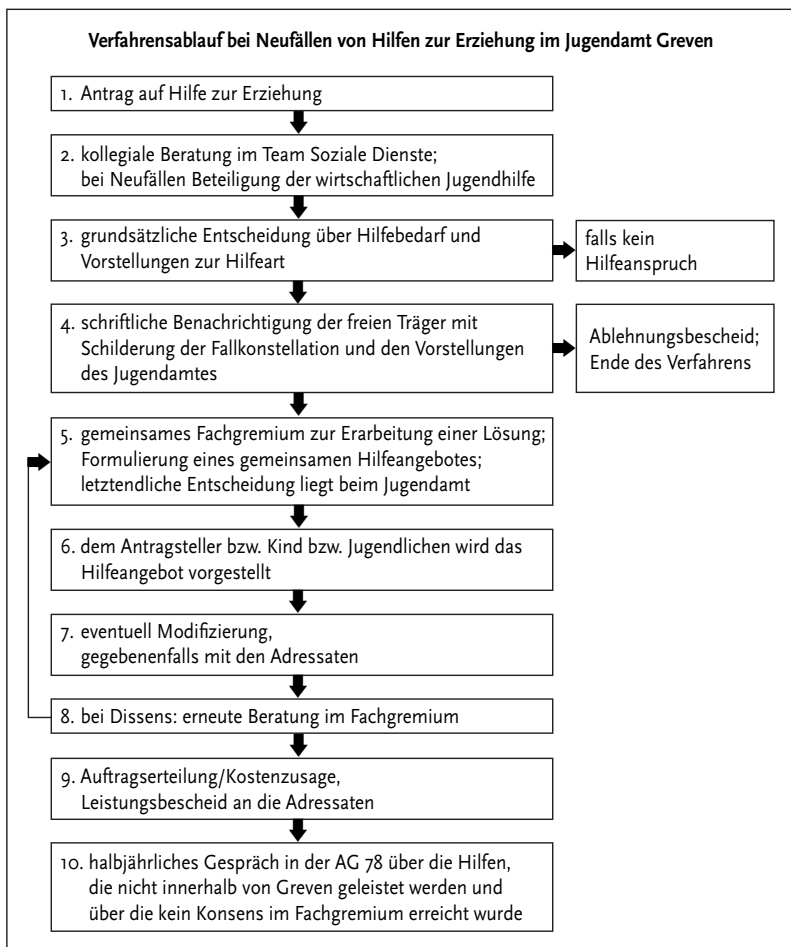 Verfahrensablauf bei Neufällen von Hilfen zur Erziehung im Jugendamt Greven
1. Antrag auf Hilfe zur Erziehung
2. kollegiale Beratung im Team Soziale Dienste;
bei Neufällen Beteiligung der wirtschaftlichen Jugendhilfe
3. grundsätzliche Entscheidung über Hilfebedarf und
Vorstellungen zur Hilfeart
falls kein
Hilfeanspruch
4. schriftliche Benachrichtigung der freien Träger mit
Schilderung der Fallkonstellation und den Vorstellungen
des Jugendamtes
Ablehnungsbescheid;
Ende des Verfahrens
5. gemeinsames Fachgremium zur Erarbeitung einer Lösung;
Formulierung eines gemeinsamen Hilfeangebotes;
letztendliche Entscheidung liegt beim Jugendamt
6. dem Antragsteller bzw. Kind bzw. Jugendlichen wird das
Hilfeangebot vorgestellt
7. eventuell Modifizierung,
gegebenenfalls mit den Adressaten
8. bei Dissens: erneute Beratung im Fachgremium
9. Auftragserteilung/Kostenzusage,
Leistungsbescheid an die Adressaten
10. halbjährliches Gespräch in der AG 78 über die Hilfen,
die nicht innerhalb von Greven geleistet werden und
über die kein Konsens im Fachgremium erreicht wurde